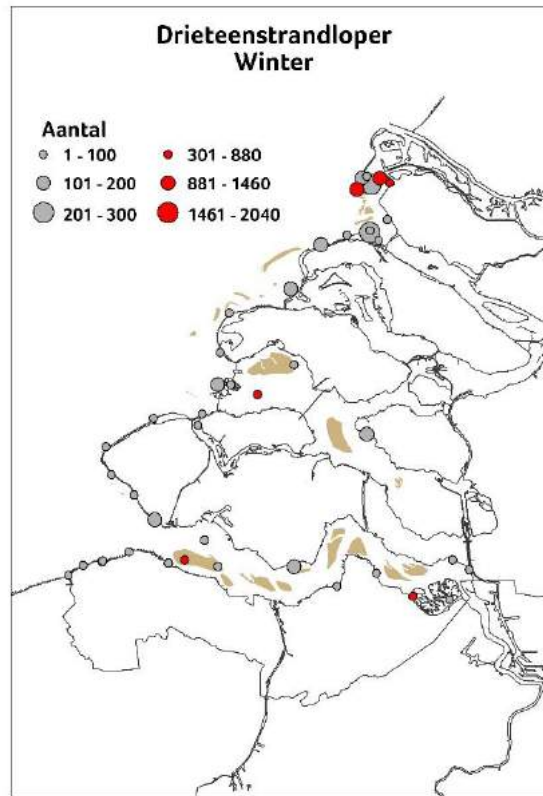 Drieteenstrandloper
Winter
Aantal
1 - 100
301 - 880
101 - 200
881 - 1460
201 - 300
1461 - 2040